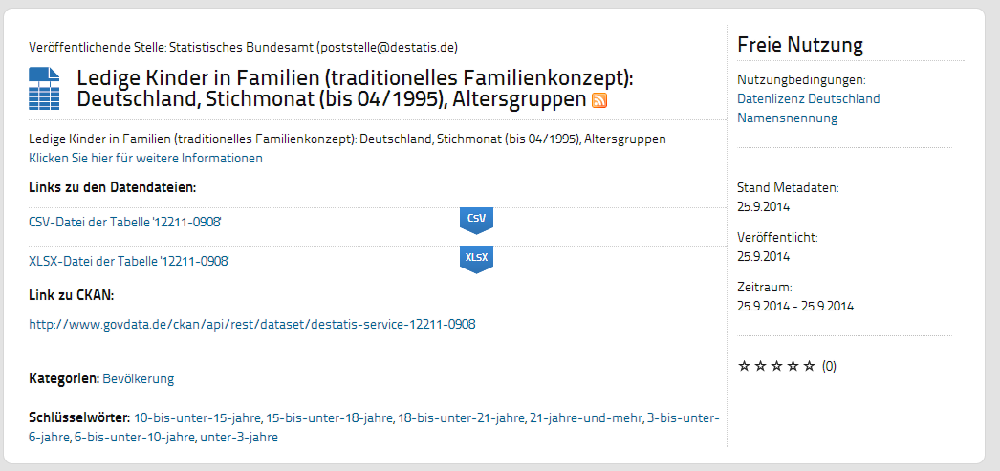 Veröffentlichende Stelle: Statistisches Bundesamt (poststelle@destatis.de)
Ledige Kinder in Familien (traditionelles Familienkonzept):
Deutschland, Stichmonat (bis 04/1995), Altersgruppen
Ledige Kinder in Familien (traditionelles Familienkonzept): Deutschland, Stichmonat (bis 04/1995), Altersgruppen
Klicken Sie hier für weitere Informationen
Links zu den Datendateien:
CSV-Datei der Tabelle '12211-0908'
CSV
XLSX-Datei der Tabelle '12211-0908'
XLSX
Link zu CKAN:
http://www.govdata.de/ckan/api/rest/dataset/destatis-service-12211-0908
Kategorien: Bevölkerung
Schlüsselwörter: 10-bis-unter-15-jahre, 15-bis-unter-18-jahre, 18-bis-unter-21-jahre, 21-jahre-und-mehr, 3-bis-unter-
6-jahre, 6-bis-unter-10-jahre, unter-3-jahre
Freie Nutzung
Nutzungbedingungen:
Datenlizenz Deutschland
Namensnennung
Stand Metadaten:
25.9.2014
Veröffentlicht:
25.9.2014
Zeitraum:
25.9.2014 - 25.9.2014
(0)